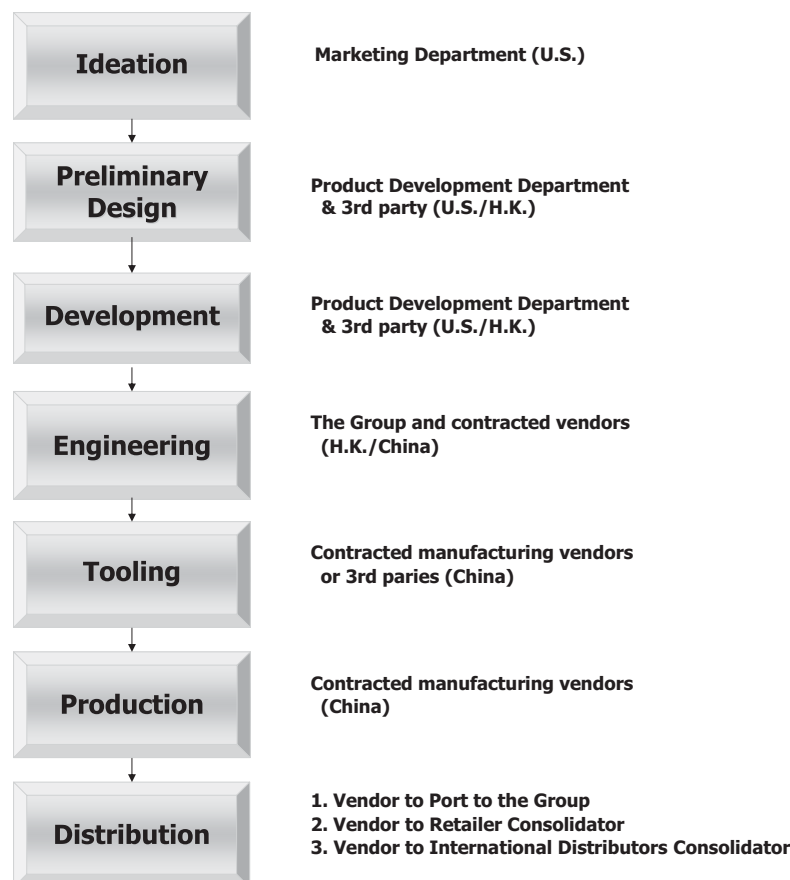 Ideation
Marketing Department (U.S.)
Preliminary
Design
Product Development Department
& 3rd party (U.S./H.K.)
Development
Product Development Department
& 3rd party (U.S./H.K.)
Engineering
The Group and contracted vendors
(H.K./China)
Tooling
Contracted manufacturing vendors
or 3rd paries (China)
Production
Contracted manufacturing vendors
(China)
Distribution
1. Vendor to Port to the Group
2. Vendor to Retailer Consolidator
3. Vendor to International Distributors Consolidator